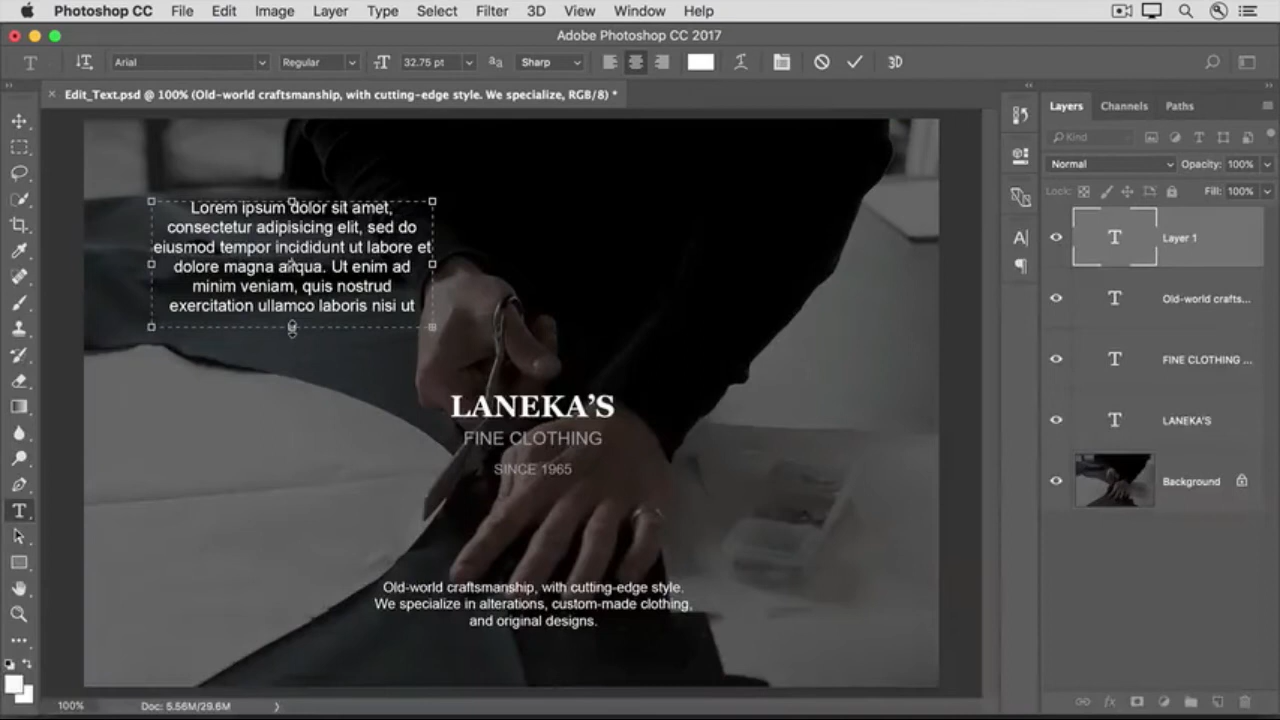 Photoshop CC File Edit Image Layer Type Select Filter 3D View Window Help
Adobe Photoshop CC 2017
Arial Regular 32.75 pt Sharp 3D
Edit_Text.psd @ 100% (Old-world craftsmanship, with cutting-edge style. We specialize, RGB/8) *
Layers Channels Paths
Kind
Normal Opacity: 100%
Lock: Fill: 100%
Lorem ipsum dolor sit amet,
consectetur adipisicing elit, sed do
eiusmod tempor incididunt ut labore et
dolore magna aliqua. Ut enim ad
minim veniam, quis nostrud
exercitation ullamco laboris nisi ut
LANEKA'S
FINE CLOTHING
SINCE 1965
Old-world craftsmanship, with cutting-edge style.
We specialize in alterations, custom-made clothing,
and original designs.
Layer 1
Old-world crafts...
FINE CLOTHING ...
LANEKA'S
Background
100% Doc: 5.56M/29.6M